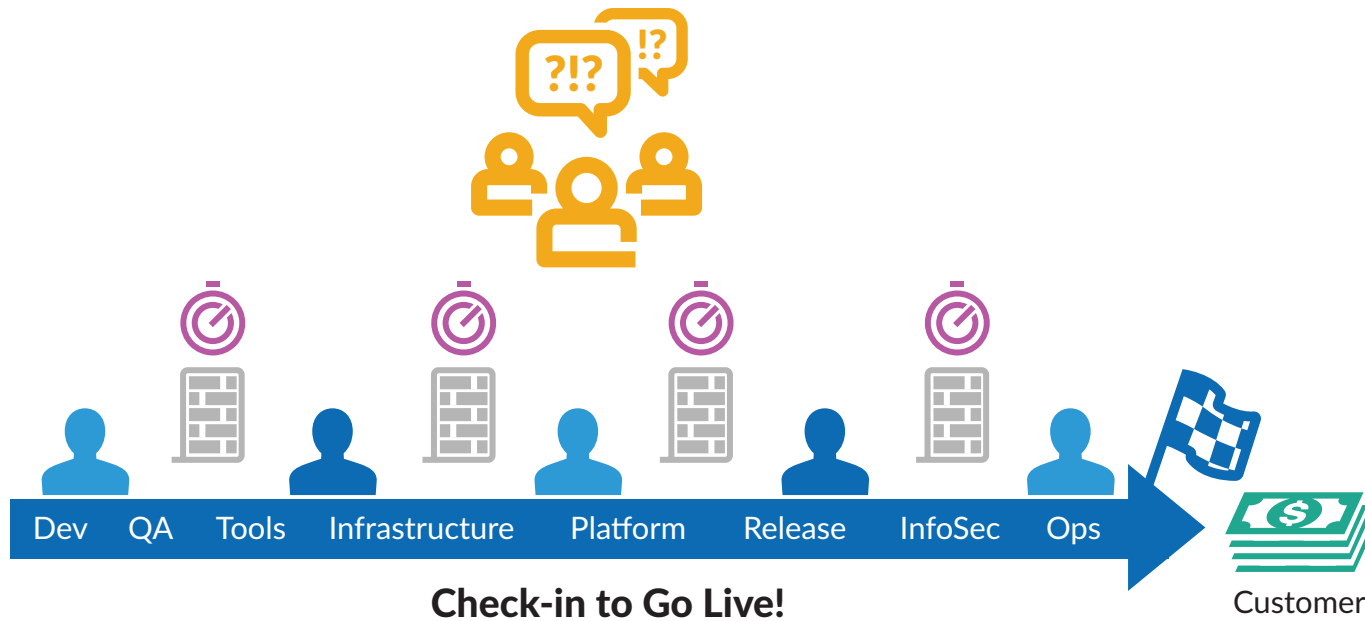 !?
?!?
Dev QA Tools Infrastructure Platform Release InfoSec Ops
$
Check-in to Go Live!
Customer